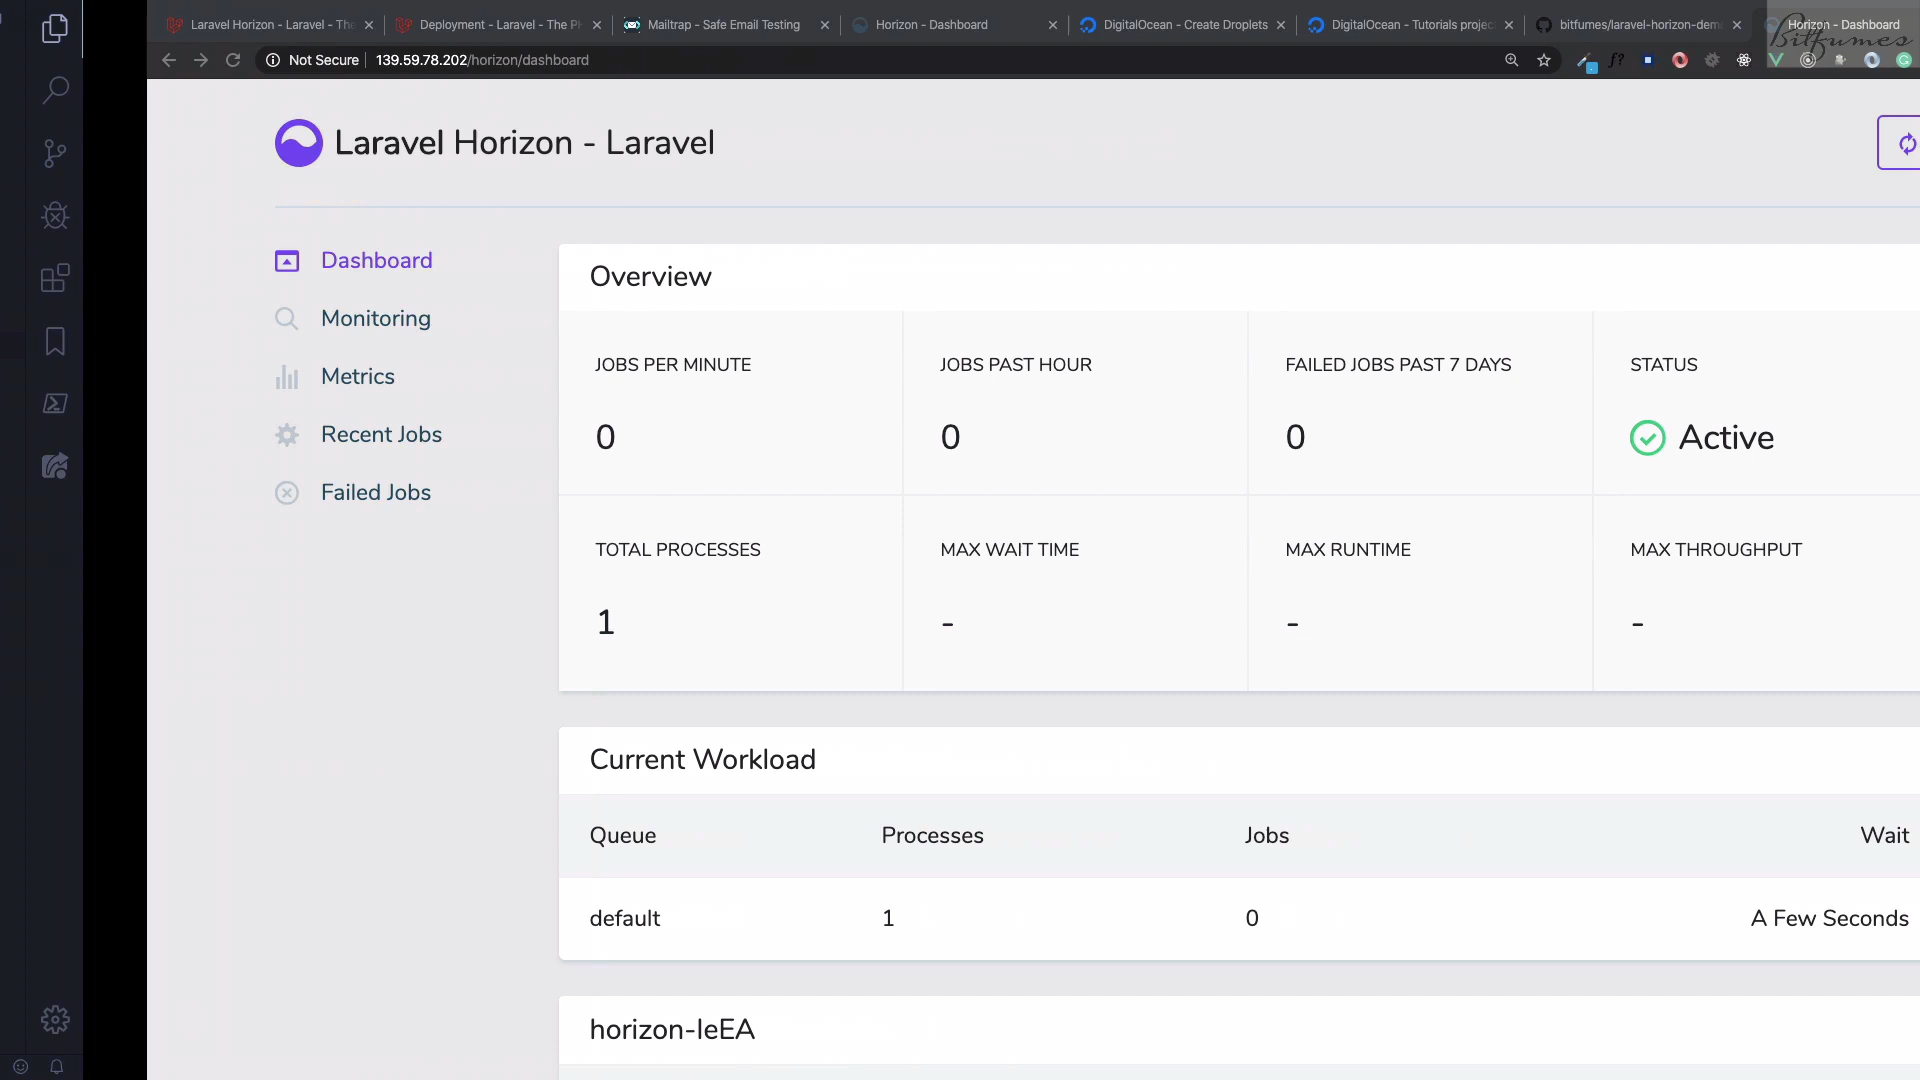 Laravel Horizon - Laravel - The
Deployment - Laravel - The P
Mailtrap - Safe Email Testing
Horizon - Dashboard
DigitalOcean - Create Droplets
DigitalOcean - Tutorials projec
bitfumes/laravel-horizon-dem
Horizon - Dashboard
Bitfumes
Not Secure
139.59.78.202/horizon/dashboard
Laravel Horizon - Laravel
Dashboard
Monitoring
Metrics
Recent Jobs
Failed Jobs
Overview
JOBS PER MINUTE
0
JOBS PAST HOUR
0
FAILED JOBS PAST 7 DAYS
0
STATUS
Active
TOTAL PROCESSES
1
MAX WAIT TIME
-
MAX RUNTIME
-
MAX THROUGHPUT
-
Current Workload
Queue Processes Jobs Wait
default 1 0 A Few Seconds
horizon-leEA